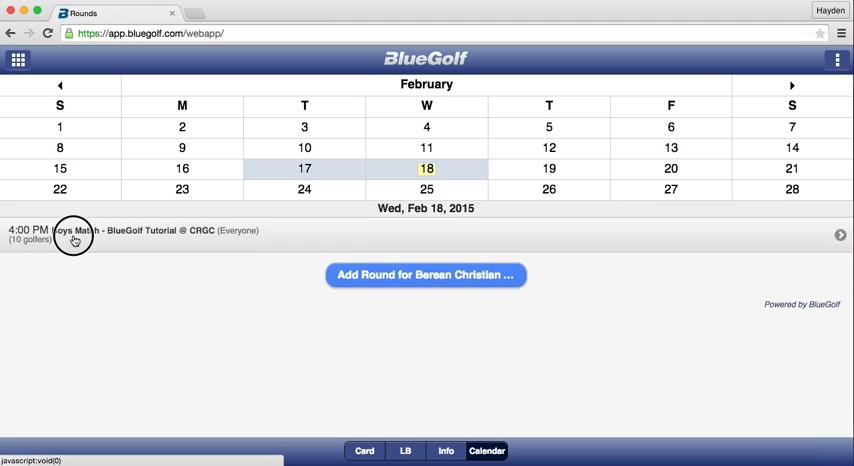 Rounds
Hayden
https://app.bluegolf.com/webapp/
BlueGolf
February
S M T W T F S
1 2 3 4 5 6 7
8 9 10 11 12 13 14
15 16 17 18 19 20 21
22 23 24 25 26 27 28
Wed, Feb 18, 2015
4:00 PM Boys Match - BlueGolf Tutorial @ CRGC (Everyone)
(10 golfers)
Add Round for Berean Christian ...
Powered by BlueGolf
Card LB Info Calendar
javascript:void(0)